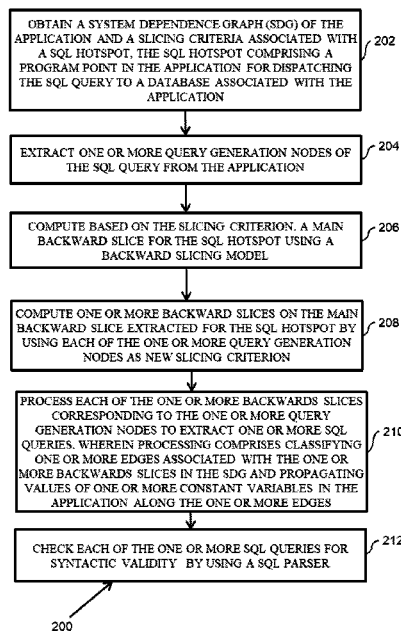 OBTAIN A SYSTEM DEPENDENCE GRAPH (SDG) OF THE
APPLICATION AND A SLICING CRITERIA ASSOCIATED WITH
A SQL HOTSPOT, THE SQL HOTSPOT COMPRISING A
PROGRAM POINT IN THE APPLICATION FOR DISPATCHING
THE SQL QUERY TO A DATABASE ASSOCIATED WITH THE
APPLICATION
202
EXTRACT ONE OR MORE QUERY GENERATION NODES OF
THE SQL QUERY FROM THE APPLICATION
204
COMPUTE BASED ON THE SLICING CRITERION, A MAIN
BACKWARD SLICE FOR THE SQL HOTSPOT USING A
BACKWARD SLICING MODEL
206
COMPUTE ONE OR MORE BACKWARD SLICES ON THE MAIN
BACKWARD SLICE EXTRACTED FOR THE SQL HOTSPOT BY
USING EACH OF THE ONE OR MORE QUERY GENERATION
NODES AS NEW SLICING CRITERION
208
PROCESS EACH OF THE ONE OR MORE BACKWARDS SLICES
CORRESPONDING TO THE ONE OR MORE QUERY
GENERATION NODES TO EXTRACT ONE OR MORE SQL
QUERIES, WHEREIN PROCESSING COMPRISES CLASSIFYING
ONE OR MORE EDGES ASSOCIATED WITH THE ONE OR
MORE BACKWARDS SLICES IN THE SDG AND PROPAGATING
VALUES OF ONE OR MORE CONSTANT VARIABLES IN THE
APPLICATION ALONG THE ONE OR MORE EDGES
210
CHECK EACH OF THE ONE OR MORE SQL QUERIES FOR
SYNTACTIC VALIDITY BY USING A SQL PARSER
212
200